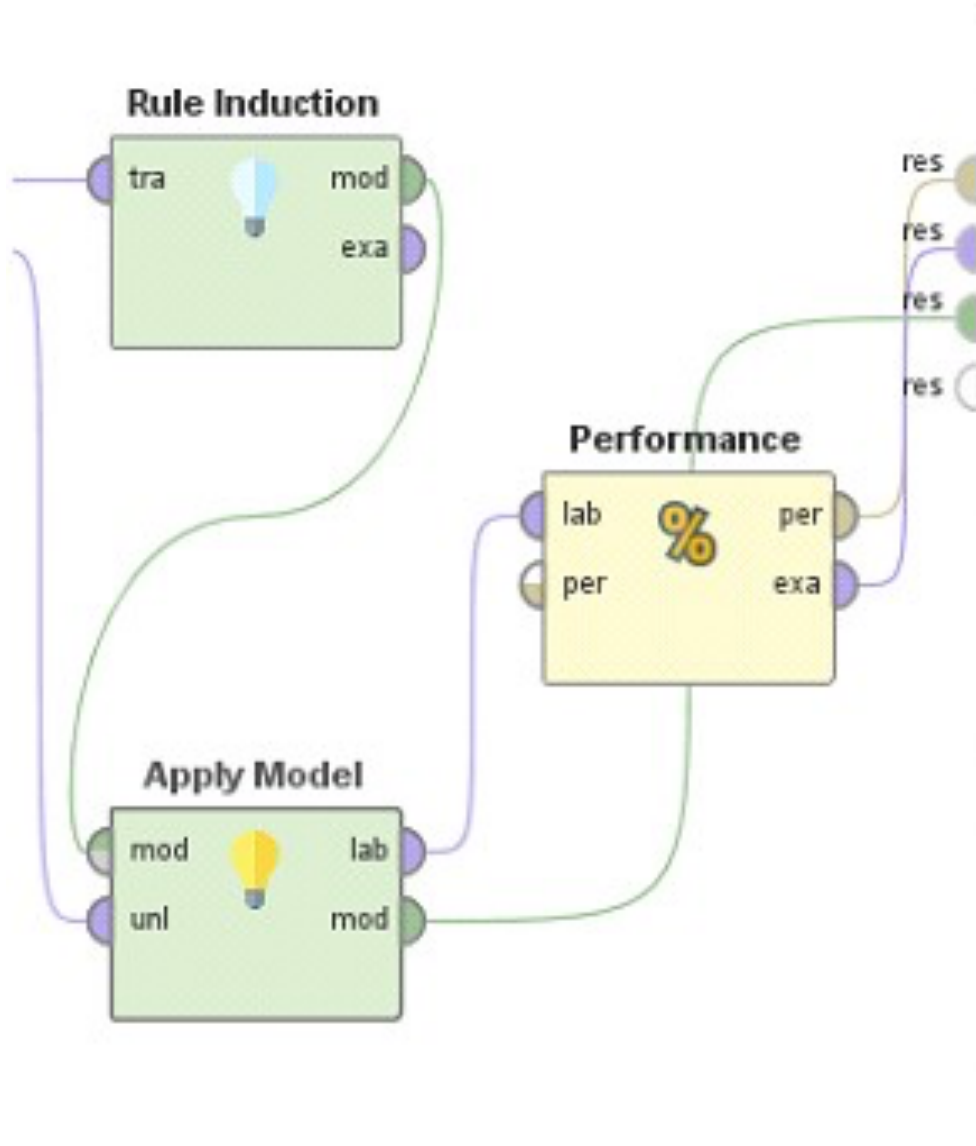 Rule Induction
tra mod
exa
res
res
res
res
Performance
lab % per
per exa
Apply Model
mod lab
unl mod